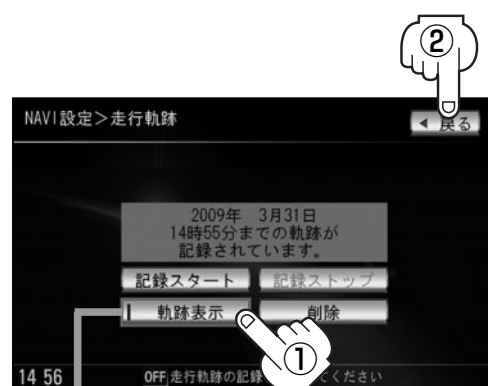 ②
NAVI設定＞走行軌跡
◀ 戻る
2009年 3月31日
14時55分までの軌跡が
記録されています。
記録スタート 記録ストップ
軌跡表示 削除
①
14 56 OFF 走行軌跡の記録 ください